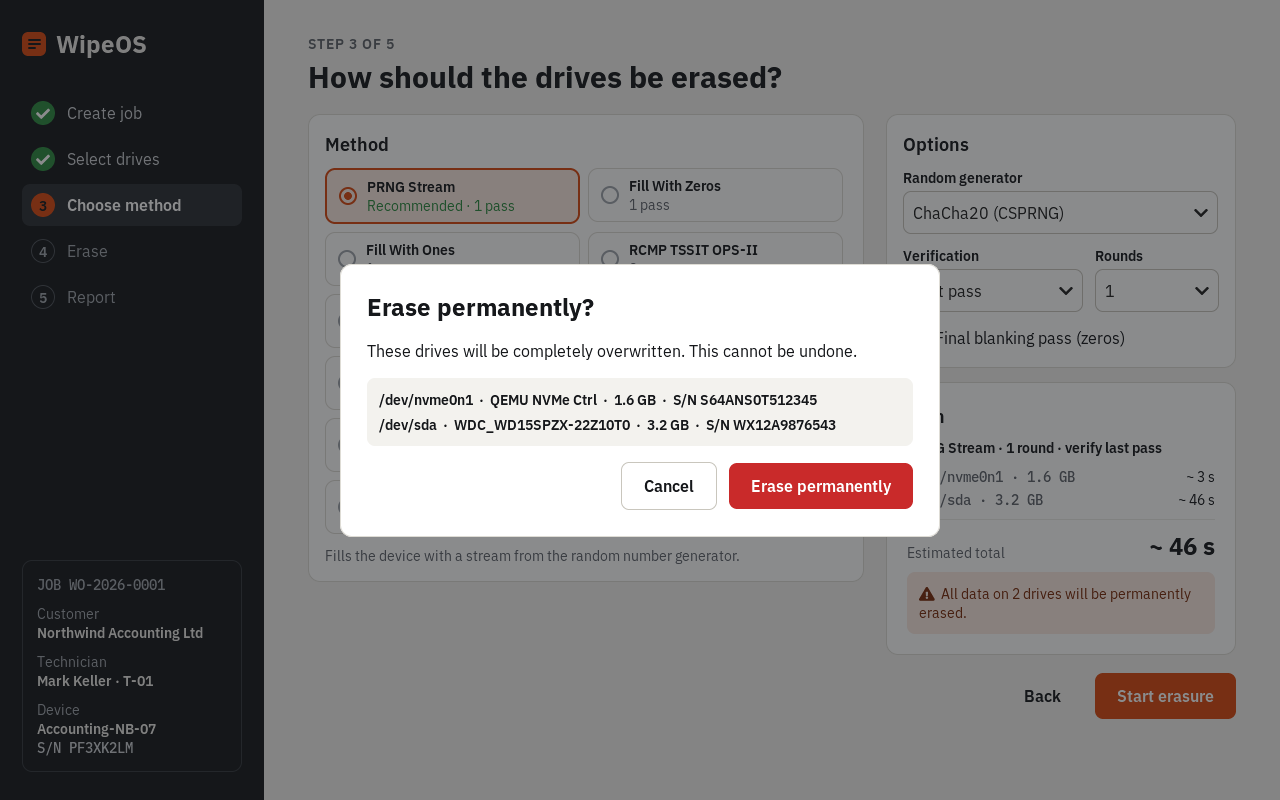 WipeOS
Create job
Select drives
3 Choose method
4 Erase
5 Report
JOB WO-2026-0001
Customer
Northwind Accounting Ltd
Technician
Mark Keller · T-01
Device
Accounting-NB-07
S/N PF3XK2LM
STEP 3 OF 5
How should the drives be erased?
Method
PRNG Stream
Recommended · 1 pass
Fill With Zeros
1 pass
Fill With Ones
RCMP TSSIT OPS-II
Fills the device with a stream from the random number generator.
Options
Random generator
ChaCha20 (CSPRNG)
Verification
Rounds
pass
1
Final blanking pass (zeros)
Erase permanently?
These drives will be completely overwritten. This cannot be undone.
/dev/nvme0n1 · QEMU NVMe Ctrl · 1.6 GB · S/N S64ANS0T512345
/dev/sda · WDC_WD15SPZX-22Z10T0 · 3.2 GB · S/N WX12A9876543
Cancel
Erase permanently
Stream · 1 round · verify last pass
/nvme0n1 · 1.6 GB ~ 3 s
/sda · 3.2 GB ~ 46 s
Estimated total ~ 46 s
All data on 2 drives will be permanently
erased.
Back
Start erasure